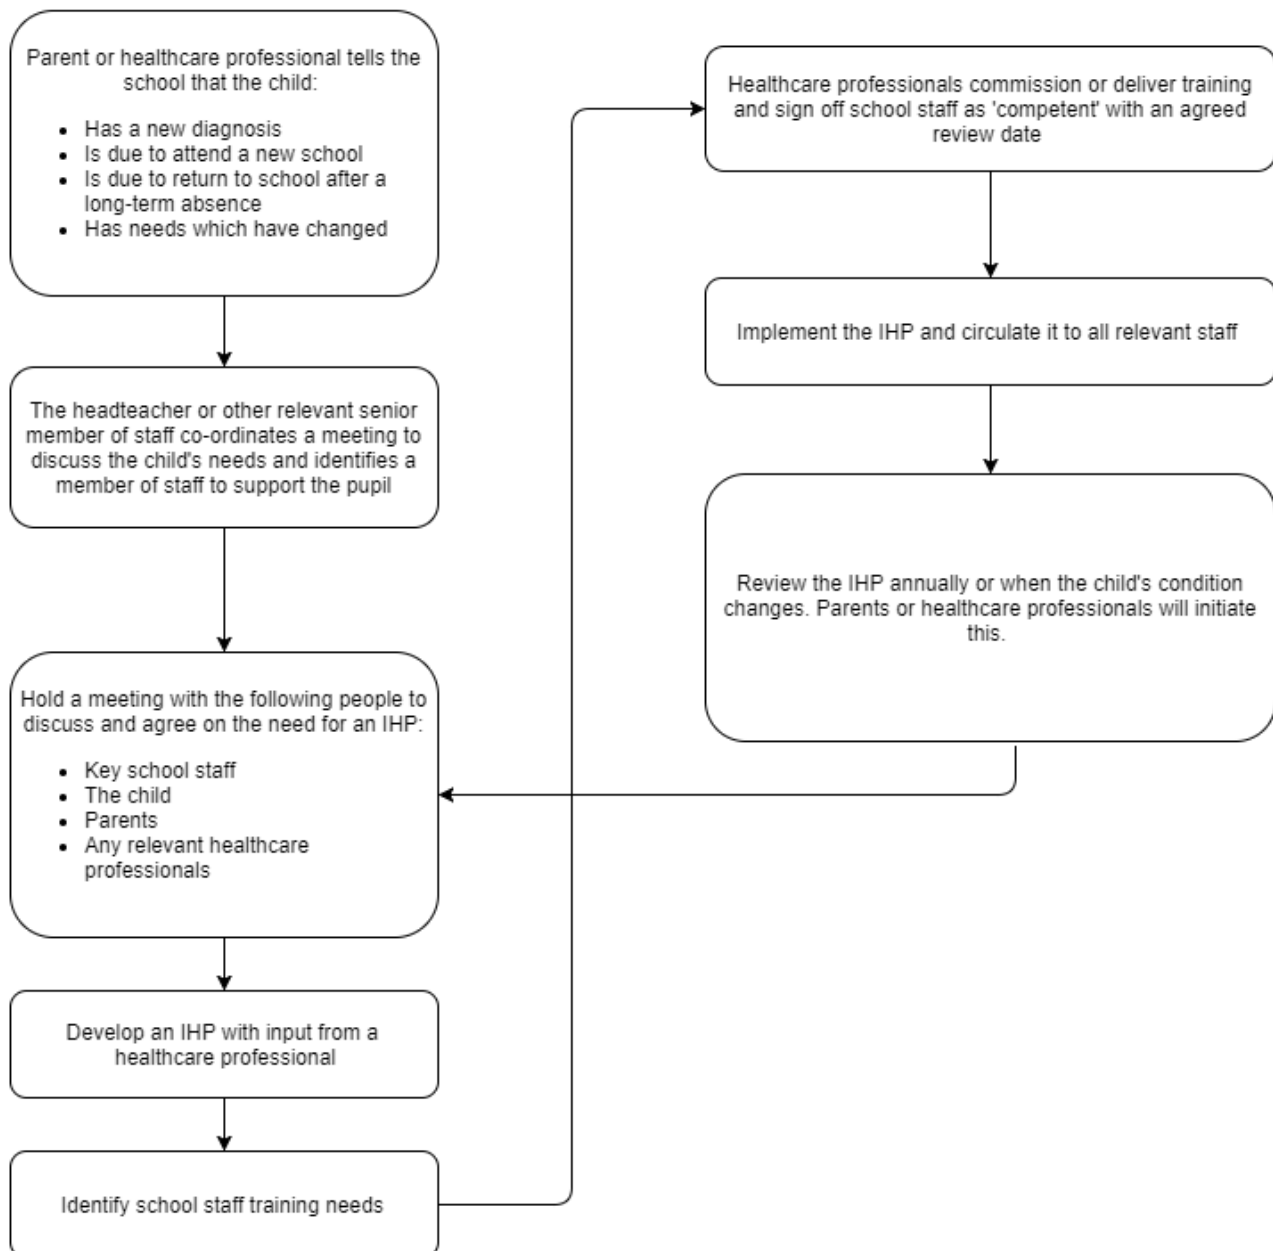 Parent or healthcare professional tells the
school that the child:
• Has a new diagnosis
• Is due to attend a new school
• Is due to return to school after a
long-term absence
• Has needs which have changed
The headteacher or other relevant senior
member of staff co-ordinates a meeting to
discuss the child's needs and identifies a
member of staff to support the pupil
Hold a meeting with the following people to
discuss and agree on the need for an IHP:
• Key school staff
• The child
• Parents
• Any relevant healthcare
professionals
Develop an IHP with input from a
healthcare professional
Identify school staff training needs
Healthcare professionals commission or deliver training
and sign off school staff as 'competent' with an agreed
review date
Implement the IHP and circulate it to all relevant staff
Review the IHP annually or when the child's condition
changes. Parents or healthcare professionals will initiate
this.